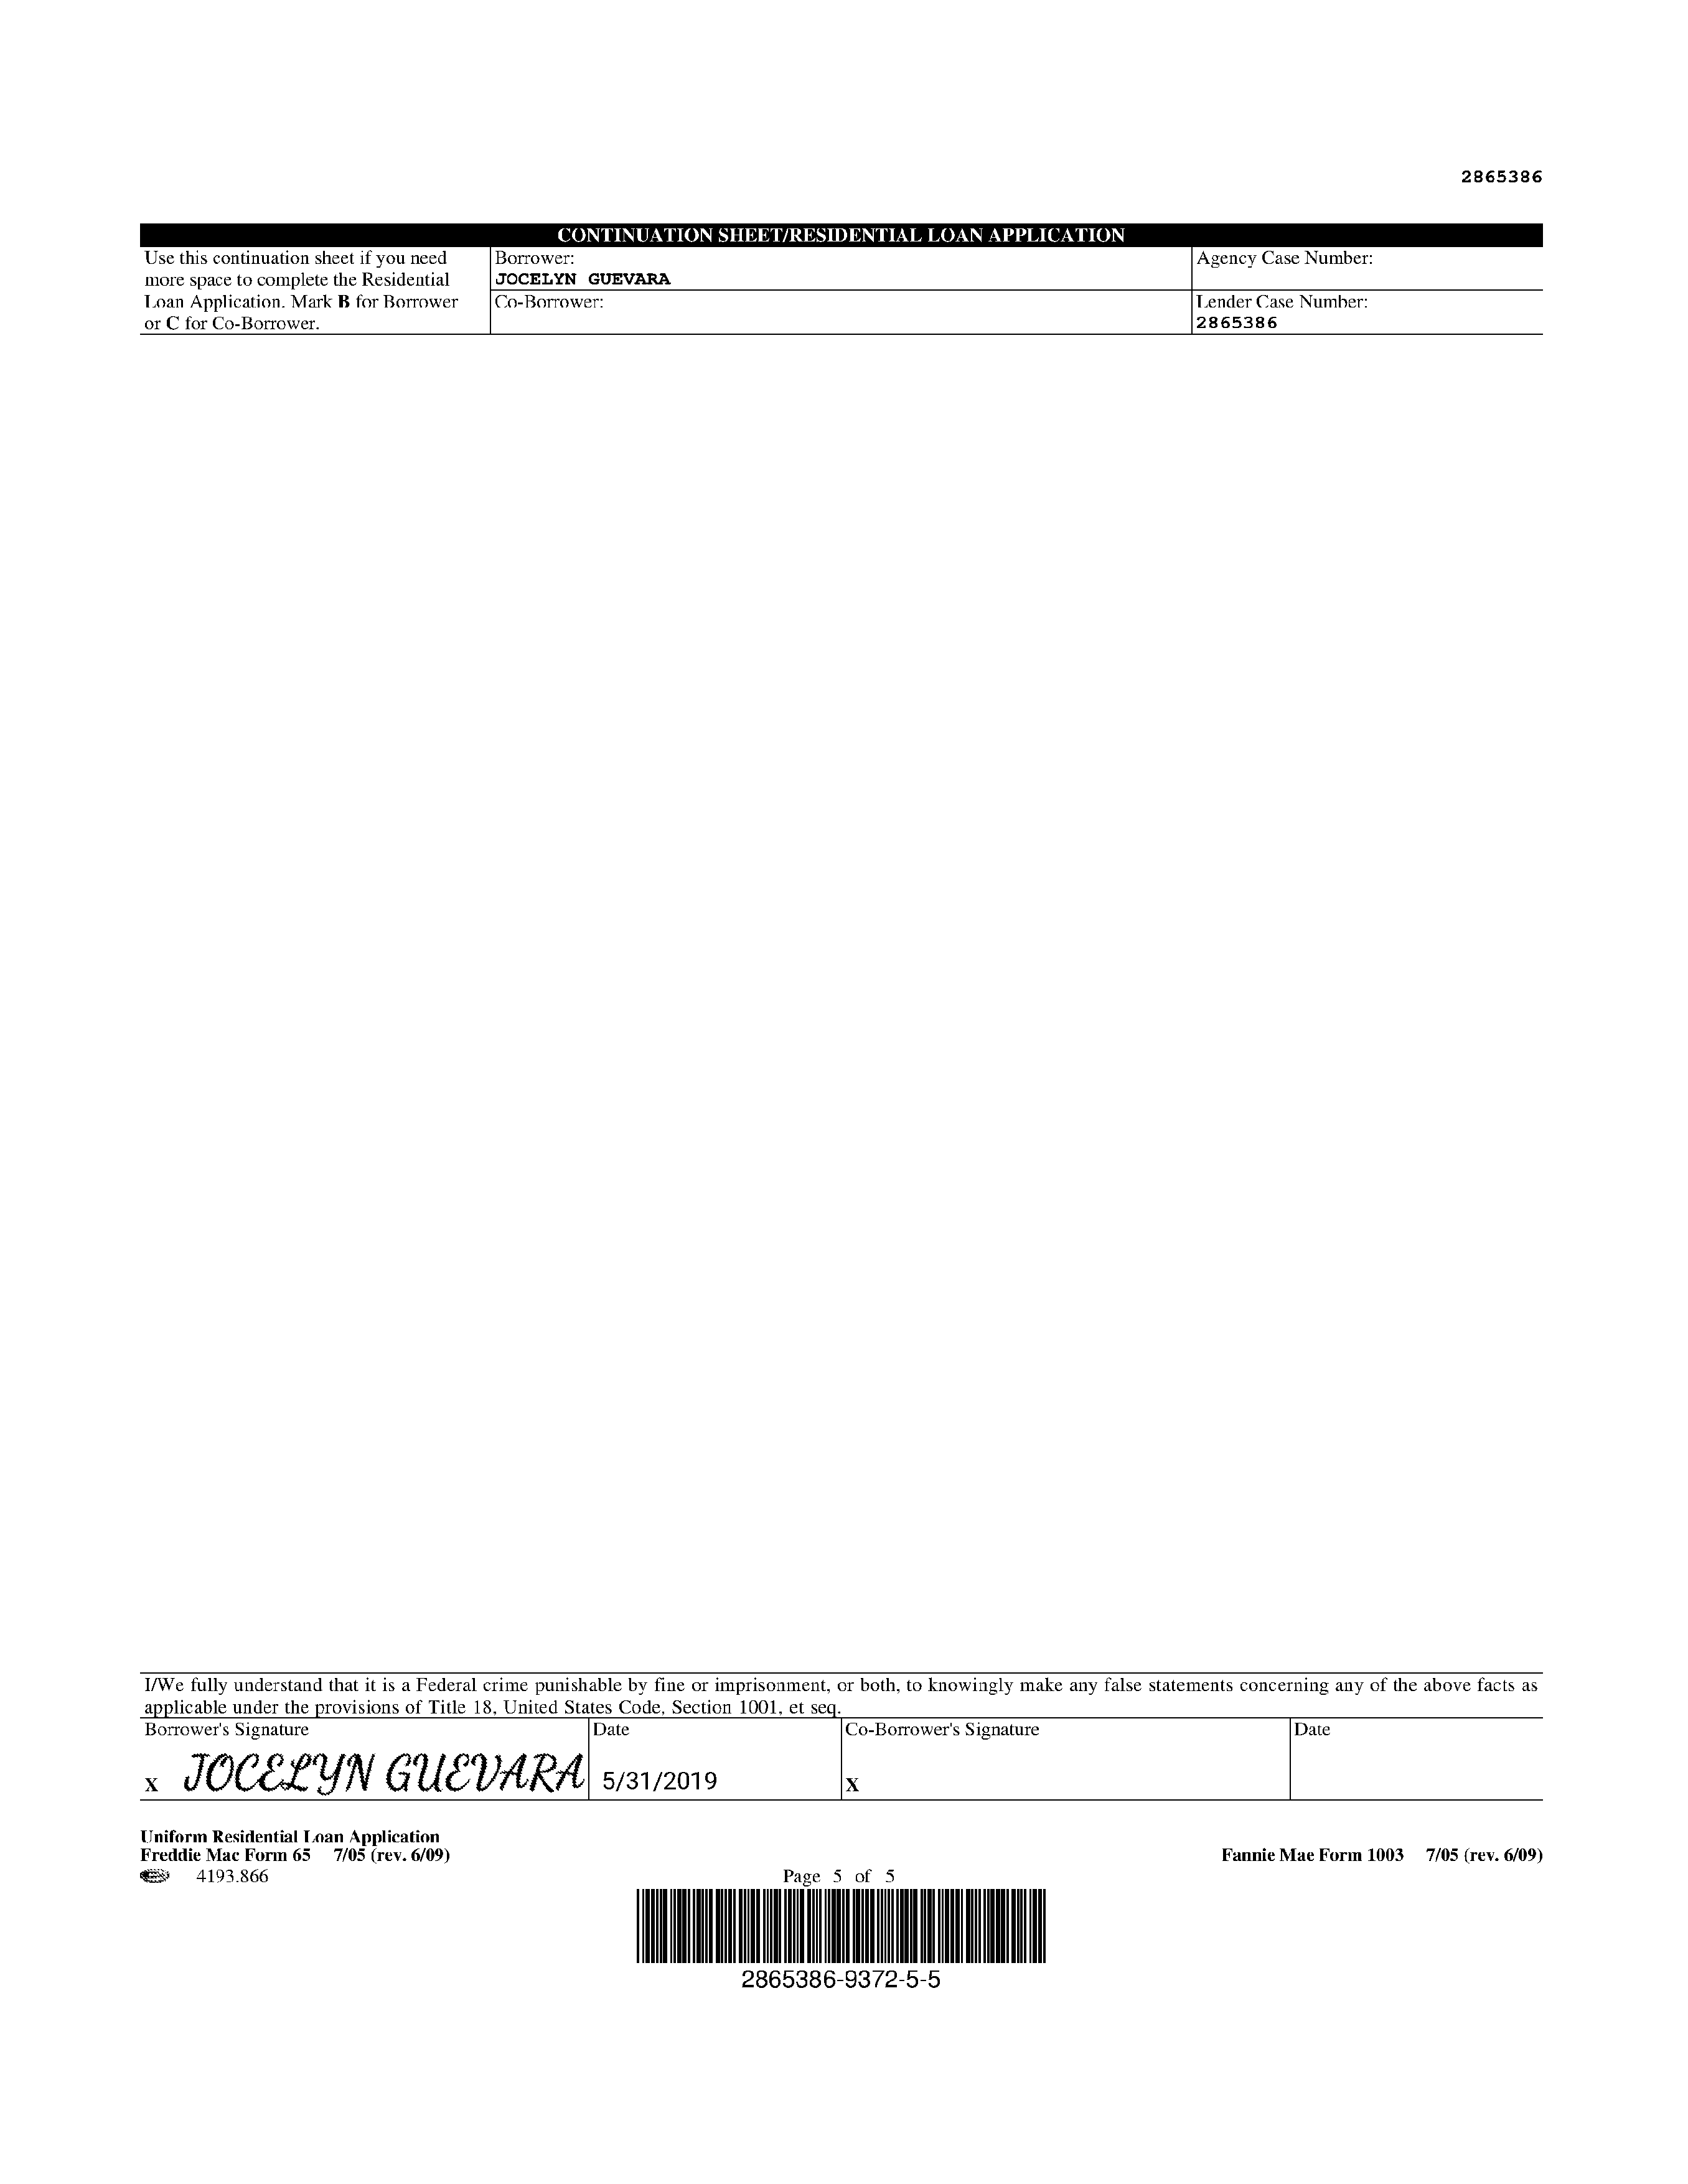 2865386
CONTINUATION SHEET/RESIDENTIAL LOAN APPLICATION
Use this continuation sheet if you need
more space to complete the Residential
Loan Application. Mark B for Borrower
or C for Co-Borrower.
Borrower:
JOCELYN GUEVARA
Co-Borrower:
Agency Case Number:
Lender Case Number:
2865386
I/We fully understand that it is a Federal crime punishable by fine or imprisonment, or both, to knowingly make any false statements concerning any of the above facts as
applicable under the provisions of Title 18, United States Code, Section 1001, et seq.
Borrower's Signature
X JOCELYN GUEVARA
Date
5/31/2019
Co-Borrower's Signature
X
Date
Uniform Residential Loan Application
Freddie Mac Form 65 7/05 (rev. 6/09)
4193.866
Page 5 of 5
Fannie Mae Form 1003 7/05 (rev. 6/09)
2865386-9372-5-5